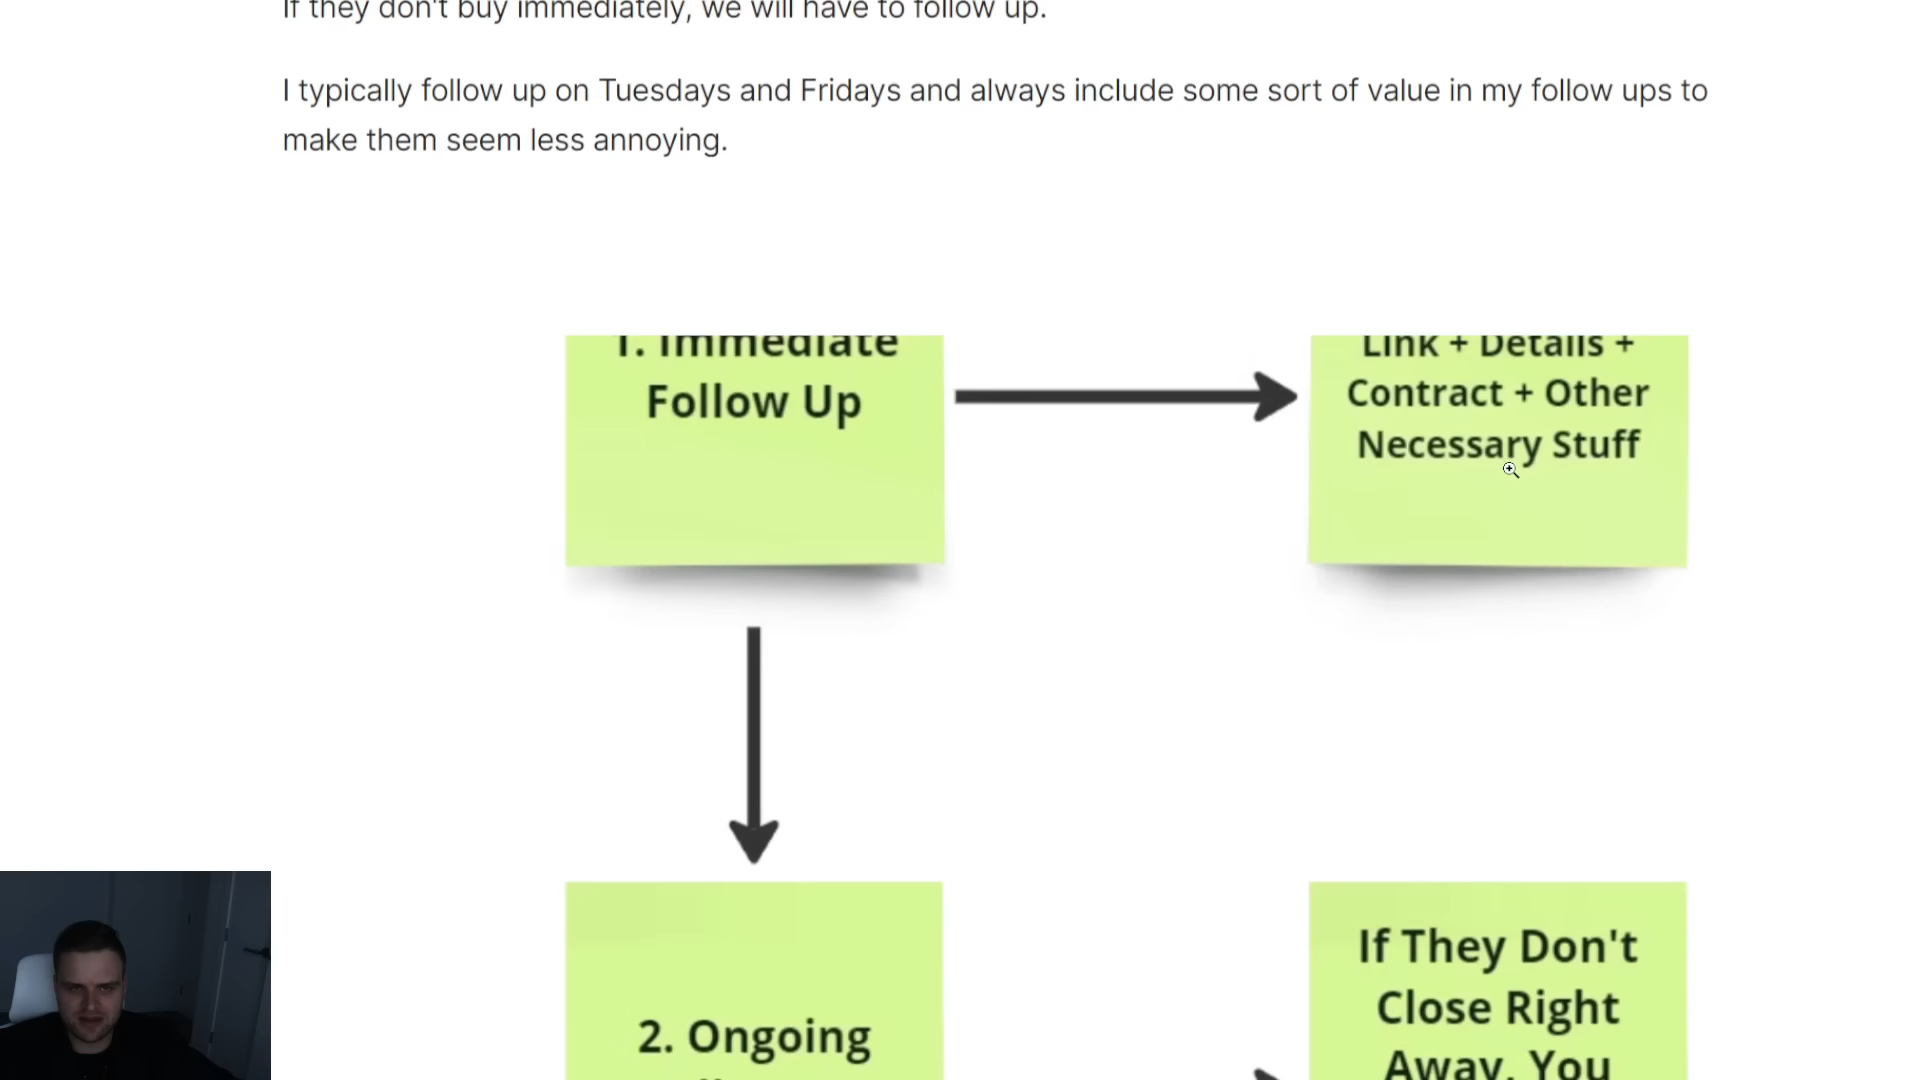 If they don't buy immediately, we will have to follow up.
I typically follow up on Tuesdays and Fridays and always include some sort of value in my follow ups to
make them seem less annoying.
1. Immediate
Follow Up
Link + Details +
Contract + Other
Necessary Stuff
2. Ongoing
If They Don't
Close Right
Away, You